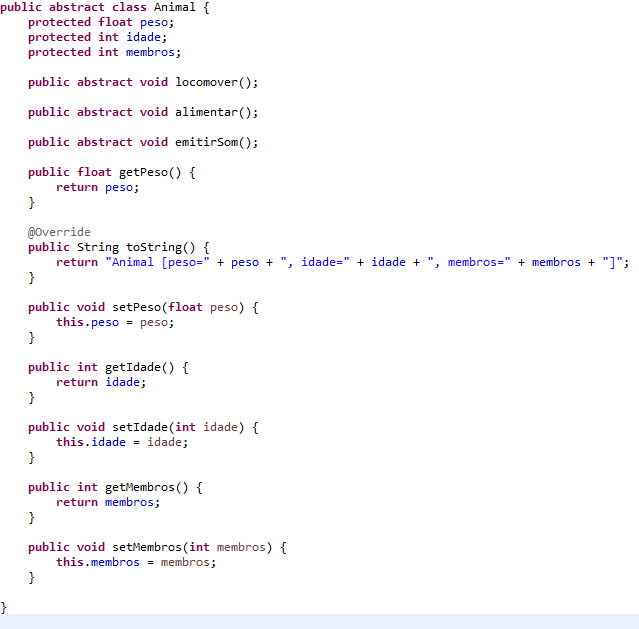 public abstract class Animal {
    protected float peso;
    protected int idade;
    protected int membros;

    public abstract void locomover();

    public abstract void alimentar();

    public abstract void emitirSom();

    public float getPeso() {
        return peso;
    }

    @Override
    public String toString() {
        return "Animal [peso=" + peso + ", idade=" + idade + ", membros=" + membros + "]";
    }

    public void setPeso(float peso) {
        this.peso = peso;
    }

    public int getIdade() {
        return idade;
    }

    public void setIdade(int idade) {
        this.idade = idade;
    }

    public int getMembros() {
        return membros;
    }

    public void setMembros(int membros) {
        this.membros = membros;
    }

}